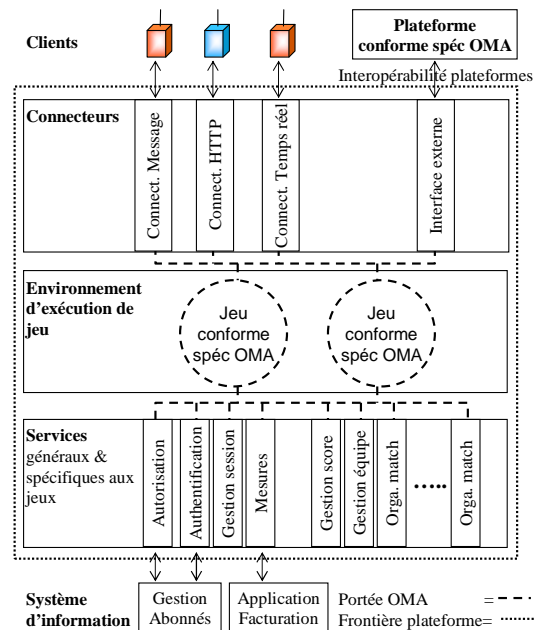 Clients
Plateforme
conforme spéc OMA
Interopérabilité plateformes
Connecteurs
Connect. Message
Connect. HTTP
Connect. Temps réel
Interface externe
Environnement
d'exécution de
jeu
Jeu
conforme
spéc OMA
Jeu
conforme
spéc OMA
Services
généraux &
spécifiques aux
jeux
Autorisation
Authentification
Gestion session
Mesures
Gestion score
Gestion équipe
Orga. match
.....
Orga. match
Système
d'information
Gestion
Abonnés
Application
Facturation
Portée OMA =
Frontière plateforme=